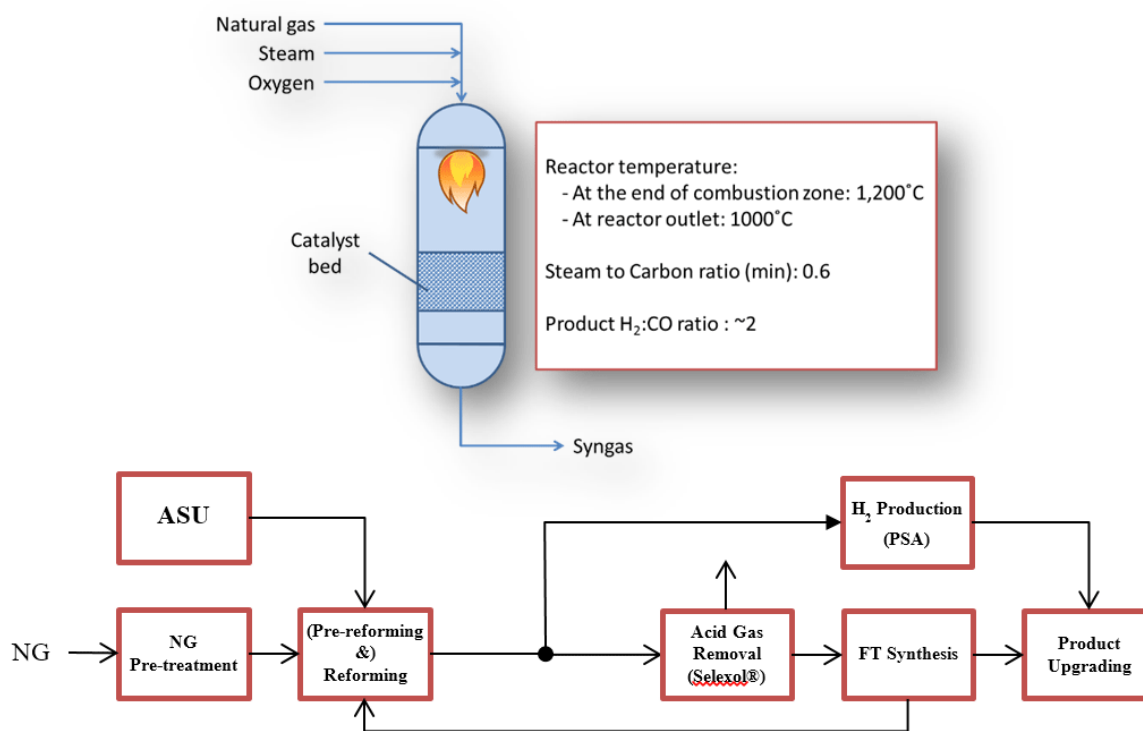 Natural gas
Steam
Oxygen
Reactor temperature:
- At the end of combustion zone: 1,200˚C
- At reactor outlet: 1000˚C
Steam to Carbon ratio (min): 0.6
Product H₂:CO ratio : ~2
Catalyst
bed
Syngas
ASU
H₂ Production
(PSA)
NG
NG
Pre-treatment
(Pre-reforming
&)
Reforming
Acid Gas
Removal
(Selexol®)
FT Synthesis
Product
Upgrading